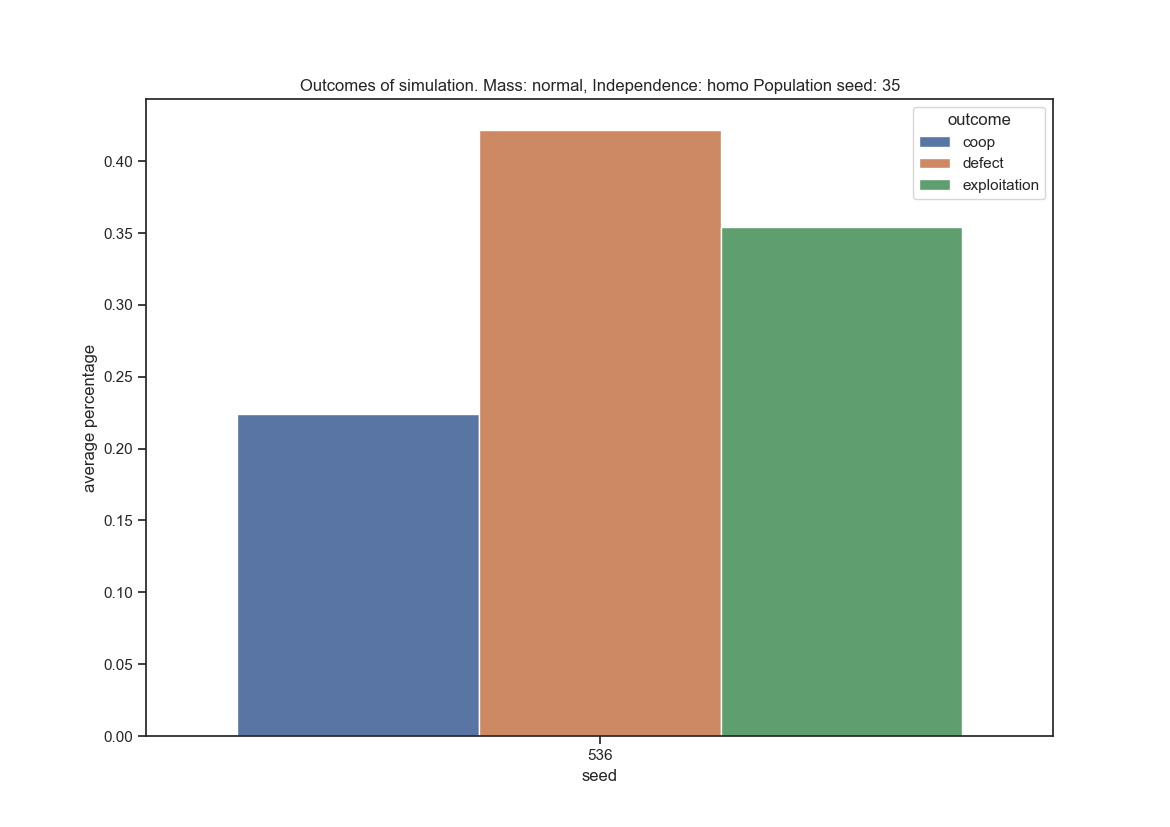 Outcomes of simulation. Mass: normal, Independence: homo Population seed: 35
outcome
coop
defect
exploitation
average percentage
0.40
0.35
0.30
0.25
0.20
0.15
0.10
0.05
0.00
536
seed